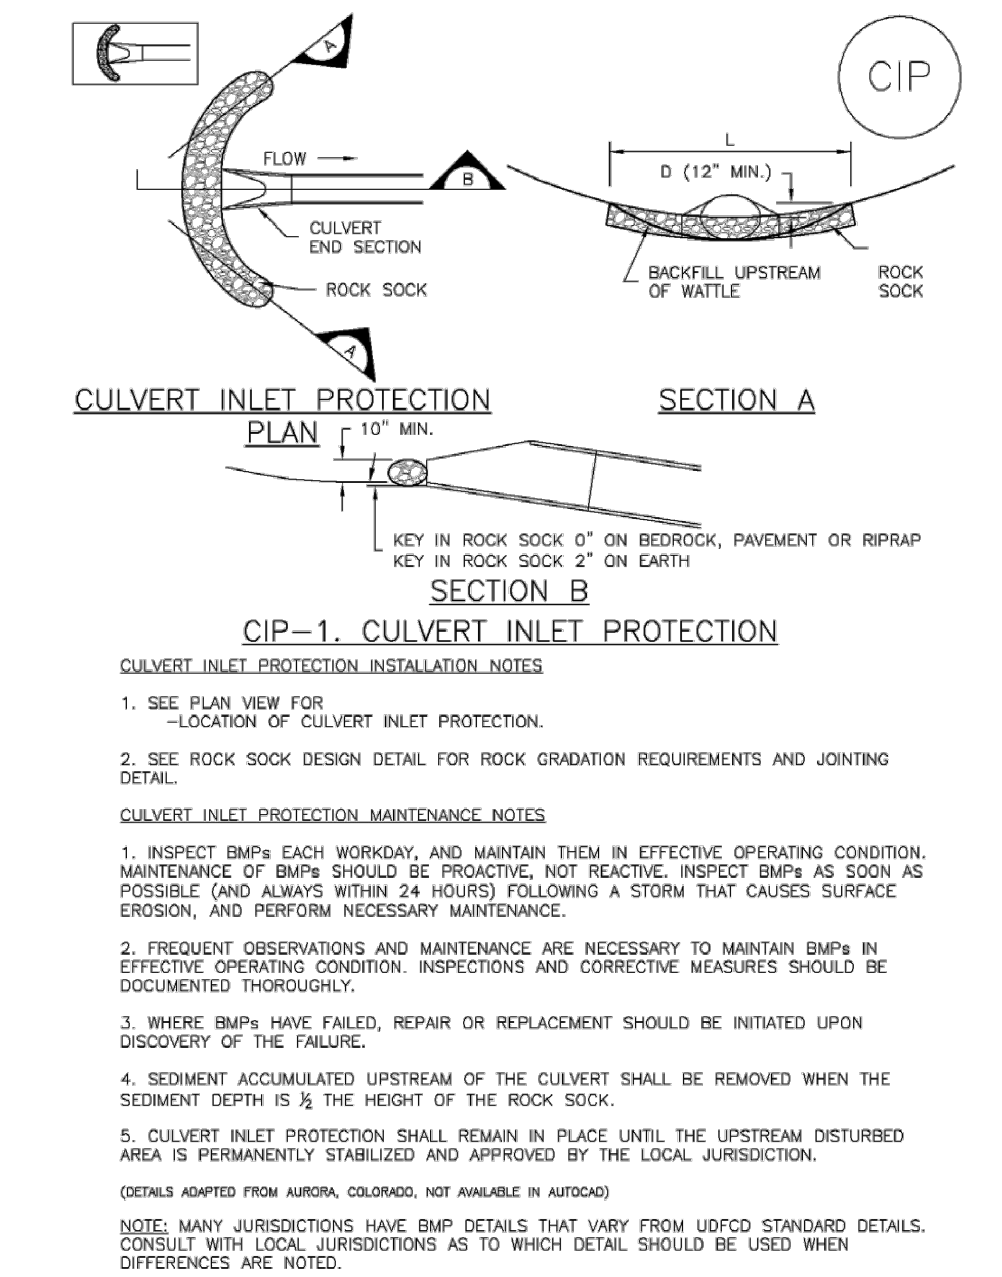 CIP
A
FLOW
B
CULVERT
END SECTION
ROCK SOCK
A
L
D (12" MIN.)
BACKFILL UPSTREAM
OF WATTLE
ROCK
SOCK
CULVERT INLET PROTECTION
PLAN
SECTION A
10" MIN.
KEY IN ROCK SOCK 0" ON BEDROCK, PAVEMENT OR RIPRAP
KEY IN ROCK SOCK 2" ON EARTH
SECTION B
CIP-1. CULVERT INLET PROTECTION
CULVERT INLET PROTECTION INSTALLATION NOTES
1. SEE PLAN VIEW FOR
-LOCATION OF CULVERT INLET PROTECTION.
2. SEE ROCK SOCK DESIGN DETAIL FOR ROCK GRADATION REQUIREMENTS AND JOINTING
DETAIL.
CULVERT INLET PROTECTION MAINTENANCE NOTES
1. INSPECT BMPs EACH WORKDAY, AND MAINTAIN THEM IN EFFECTIVE OPERATING CONDITION.
MAINTENANCE OF BMPs SHOULD BE PROACTIVE, NOT REACTIVE. INSPECT BMPs AS SOON AS
POSSIBLE (AND ALWAYS WITHIN 24 HOURS) FOLLOWING A STORM THAT CAUSES SURFACE
EROSION, AND PERFORM NECESSARY MAINTENANCE.
2. FREQUENT OBSERVATIONS AND MAINTENANCE ARE NECESSARY TO MAINTAIN BMPs IN
EFFECTIVE OPERATING CONDITION. INSPECTIONS AND CORRECTIVE MEASURES SHOULD BE
DOCUMENTED THOROUGHLY.
3. WHERE BMPs HAVE FAILED, REPAIR OR REPLACEMENT SHOULD BE INITIATED UPON
DISCOVERY OF THE FAILURE.
4. SEDIMENT ACCUMULATED UPSTREAM OF THE CULVERT SHALL BE REMOVED WHEN THE
SEDIMENT DEPTH IS ½ THE HEIGHT OF THE ROCK SOCK.
5. CULVERT INLET PROTECTION SHALL REMAIN IN PLACE UNTIL THE UPSTREAM DISTURBED
AREA IS PERMANENTLY STABILIZED AND APPROVED BY THE LOCAL JURISDICTION.
(DETAILS ADAPTED FROM AURORA, COLORADO, NOT AVAILABLE IN AUTOCAD)
NOTE: MANY JURISDICTIONS HAVE BMP DETAILS THAT VARY FROM UDFCD STANDARD DETAILS.
CONSULT WITH LOCAL JURISDICTIONS AS TO WHICH DETAIL SHOULD BE USED WHEN
DIFFERENCES ARE NOTED.